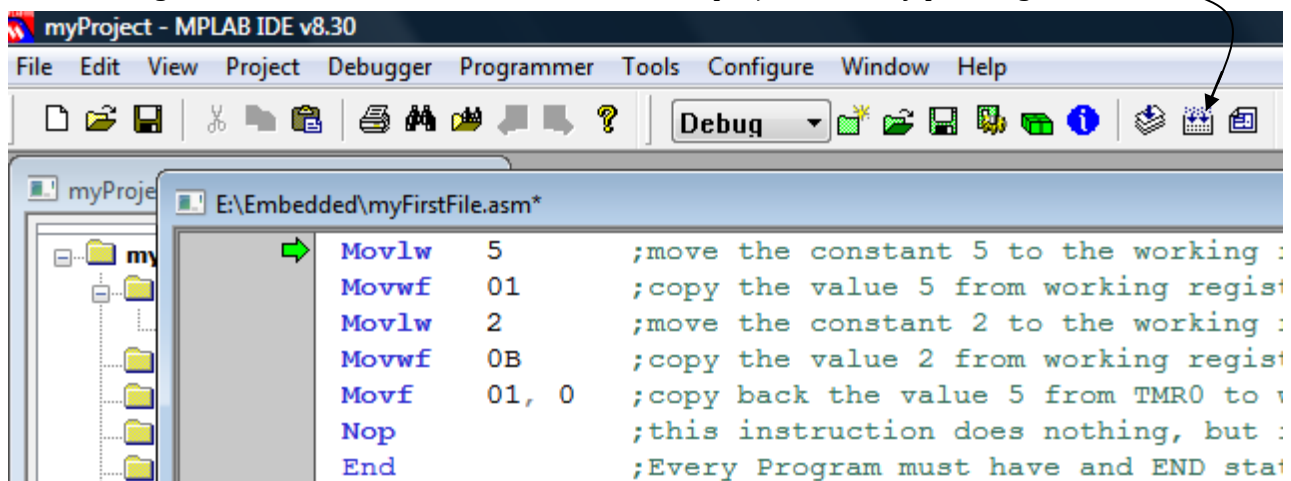 myProject - MPLAB IDE v8.30
File Edit View Project Debugger Programmer Tools Configure Window Help
Debug
myProje
E:\Embedded\myFirstFile.asm*
my
Movlw 5 ;move the constant 5 to the working
Movwf 01 ;copy the value 5 from working regist
Movlw 2 ;move the constant 2 to the working
Movwf 0B ;copy the value 2 from working regist
Movf 01, 0 ;copy back the value 5 from TMR0 to
Nop ;this instruction does nothing, but
End ;Every Program must have and END stat